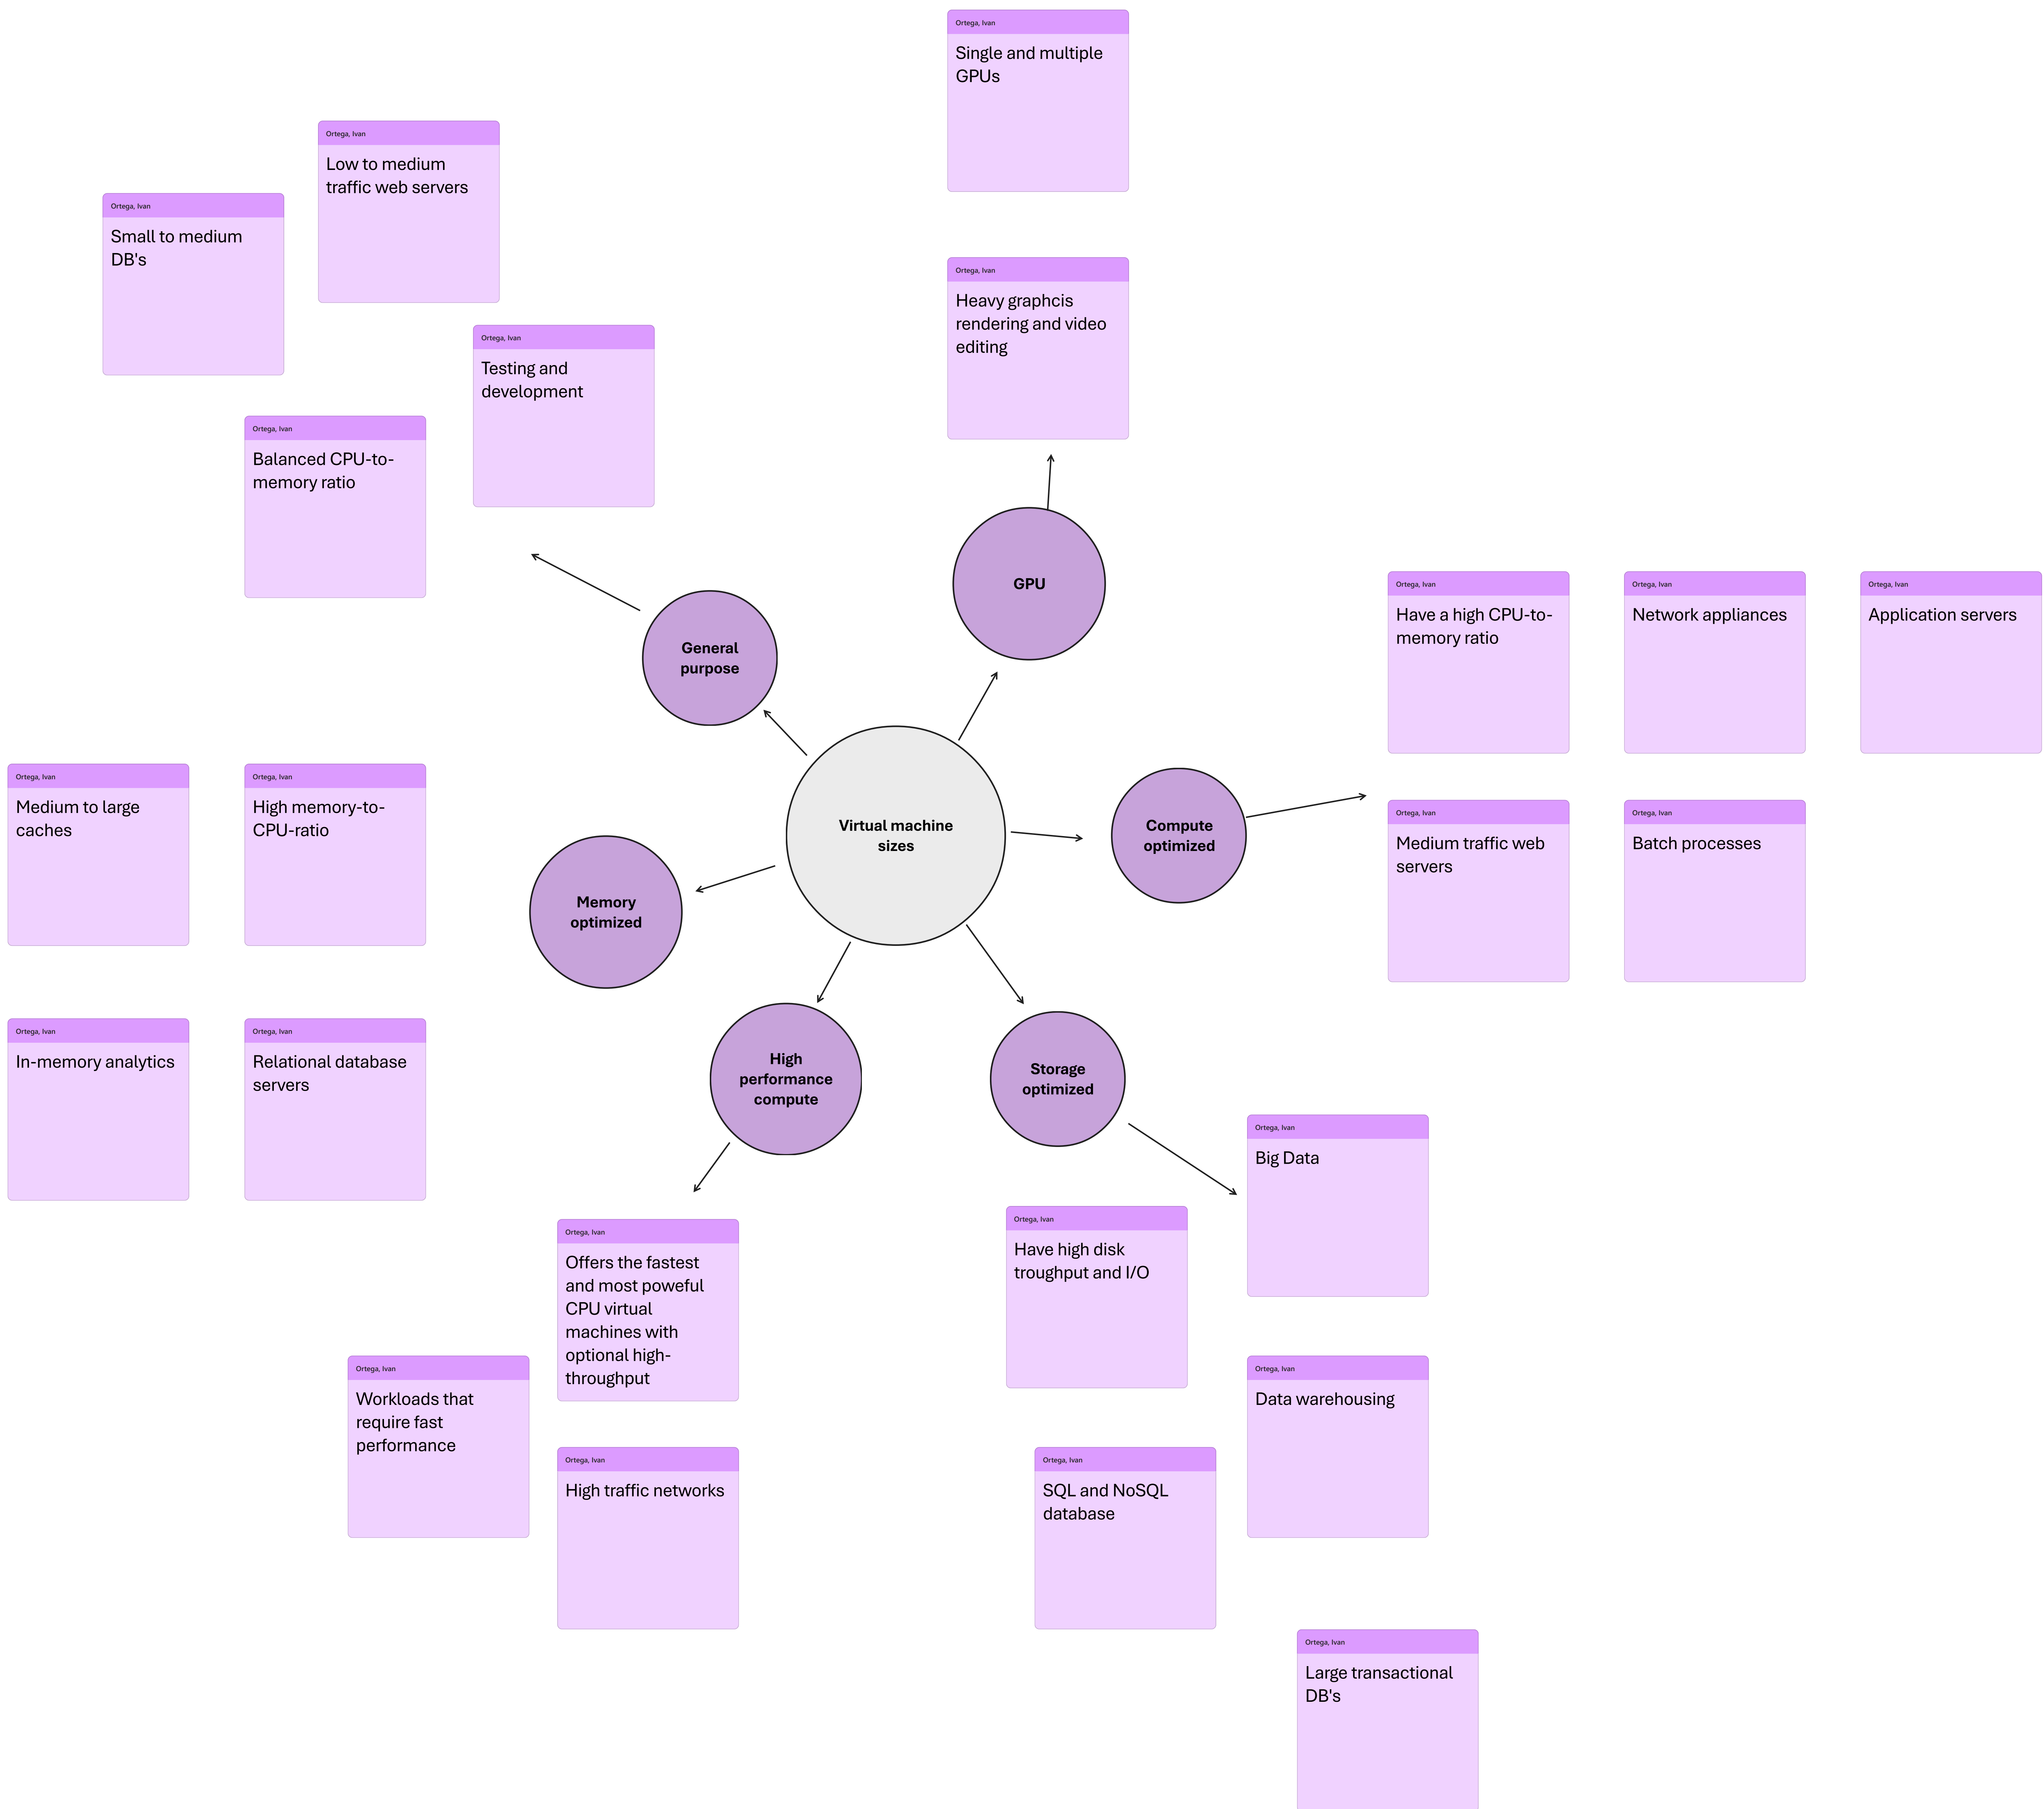 Ortega, Ivan
Single and multiple
GPUs
Ortega, Ivan
Low to medium
traffic web servers
Ortega, Ivan
Small to medium
DB's
Ortega, Ivan
Heavy graphcis
rendering and video
editing
Ortega, Ivan
Testing and
development
Ortega, Ivan
Balanced CPU-to-
memory ratio
GPU
General
purpose
Ortega, Ivan
Have a high CPU-to-
memory ratio
Ortega, Ivan
Network appliances
Ortega, Ivan
Application servers
Ortega, Ivan
Medium to large
caches
Ortega, Ivan
High memory-to-
CPU-ratio
Virtual machine
sizes
Compute
optimized
Ortega, Ivan
Medium traffic web
servers
Ortega, Ivan
Batch processes
Memory
optimized
Ortega, Ivan
In-memory analytics
Ortega, Ivan
Relational database
servers
High
performance
compute
Storage
optimized
Ortega, Ivan
Big Data
Ortega, Ivan
Offers the fastest
and most poweful
CPU virtual
machines with
optional high-
throughput
Ortega, Ivan
Have high disk
troughput and I/O
Ortega, Ivan
Workloads that
require fast
performance
Ortega, Ivan
Data warehousing
Ortega, Ivan
High traffic networks
Ortega, Ivan
SQL and NoSQL
database
Ortega, Ivan
Large transactional
DB's